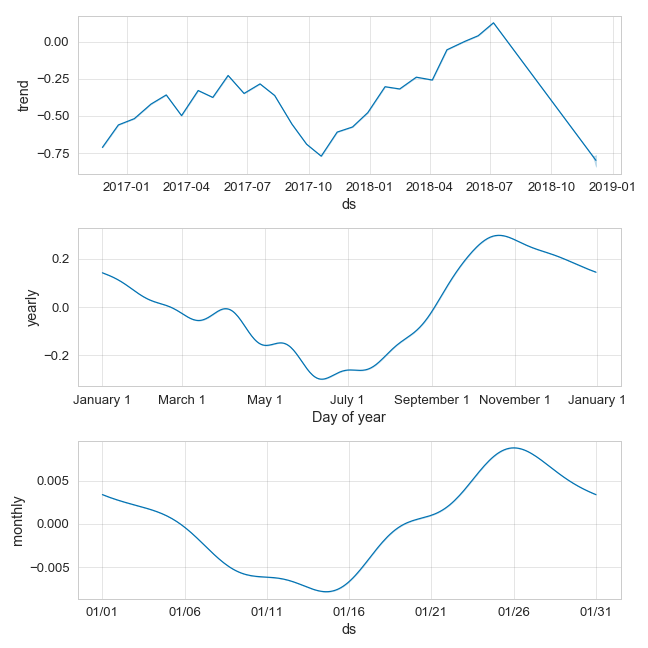 0.00
−0.25
−0.50
−0.75
trend
2017-01 2017-04 2017-07 2017-10 2018-01 2018-04 2018-07 2018-10 2019-01
ds
0.2
0.0
−0.2
yearly
January 1 March 1 May 1 July 1 September 1 November 1 January 1
Day of year
0.005
0.000
−0.005
monthly
01/01 01/06 01/11 01/16 01/21 01/26 01/31
ds